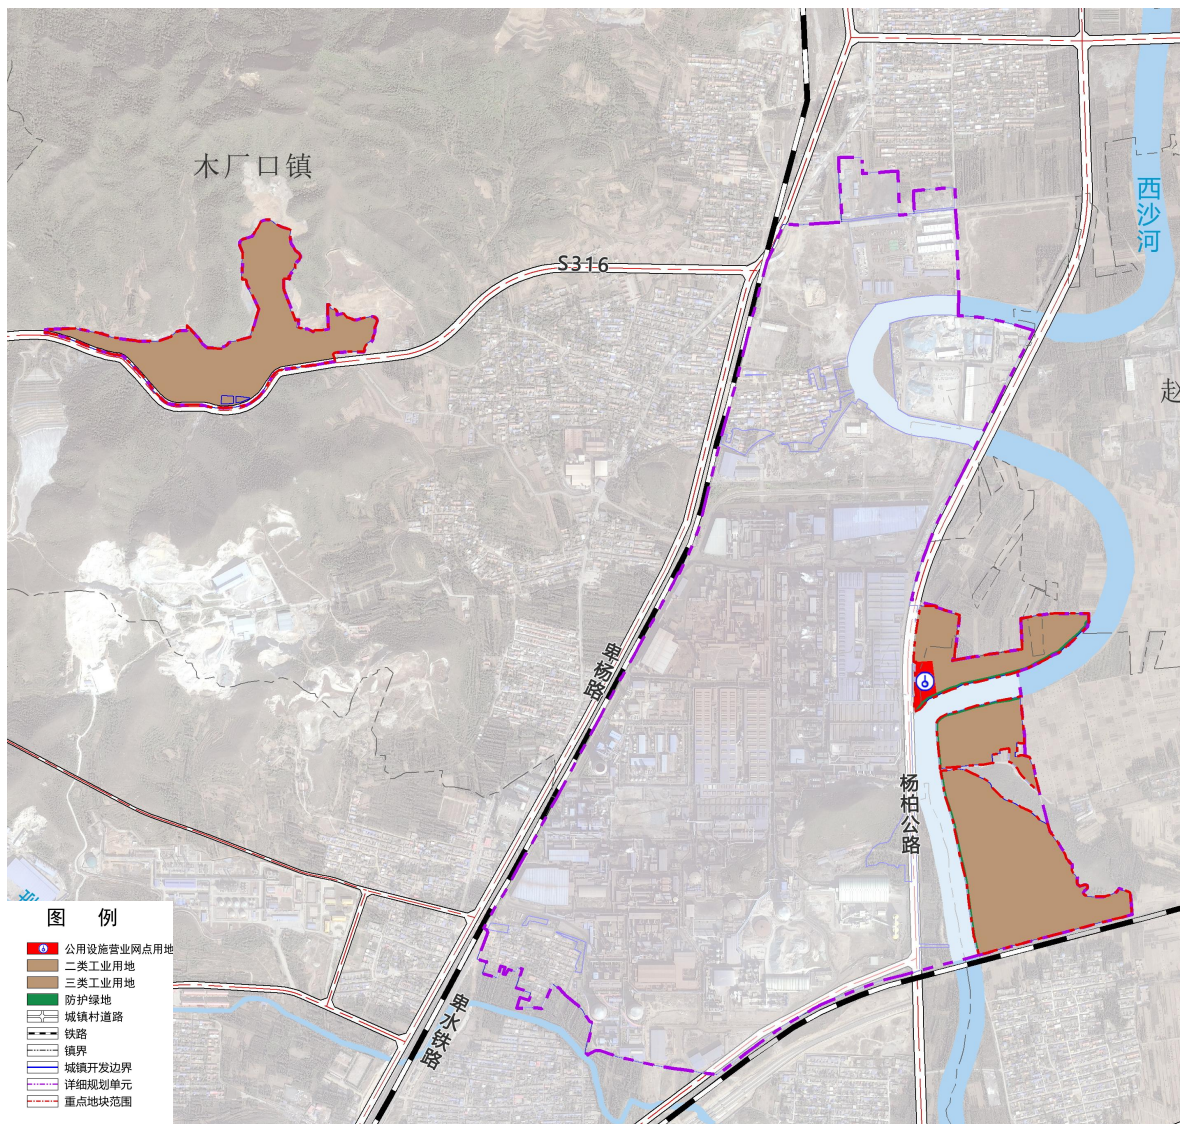 木厂口镇
西沙河
S316
赵
卑杨路
杨柏公路
卑水铁路
图 例
公用设施营业网点用地
二类工业用地
三类工业用地
防护绿地
城镇村道路
铁路
镇界
城镇开发边界
详细规划单元
重点地块范围